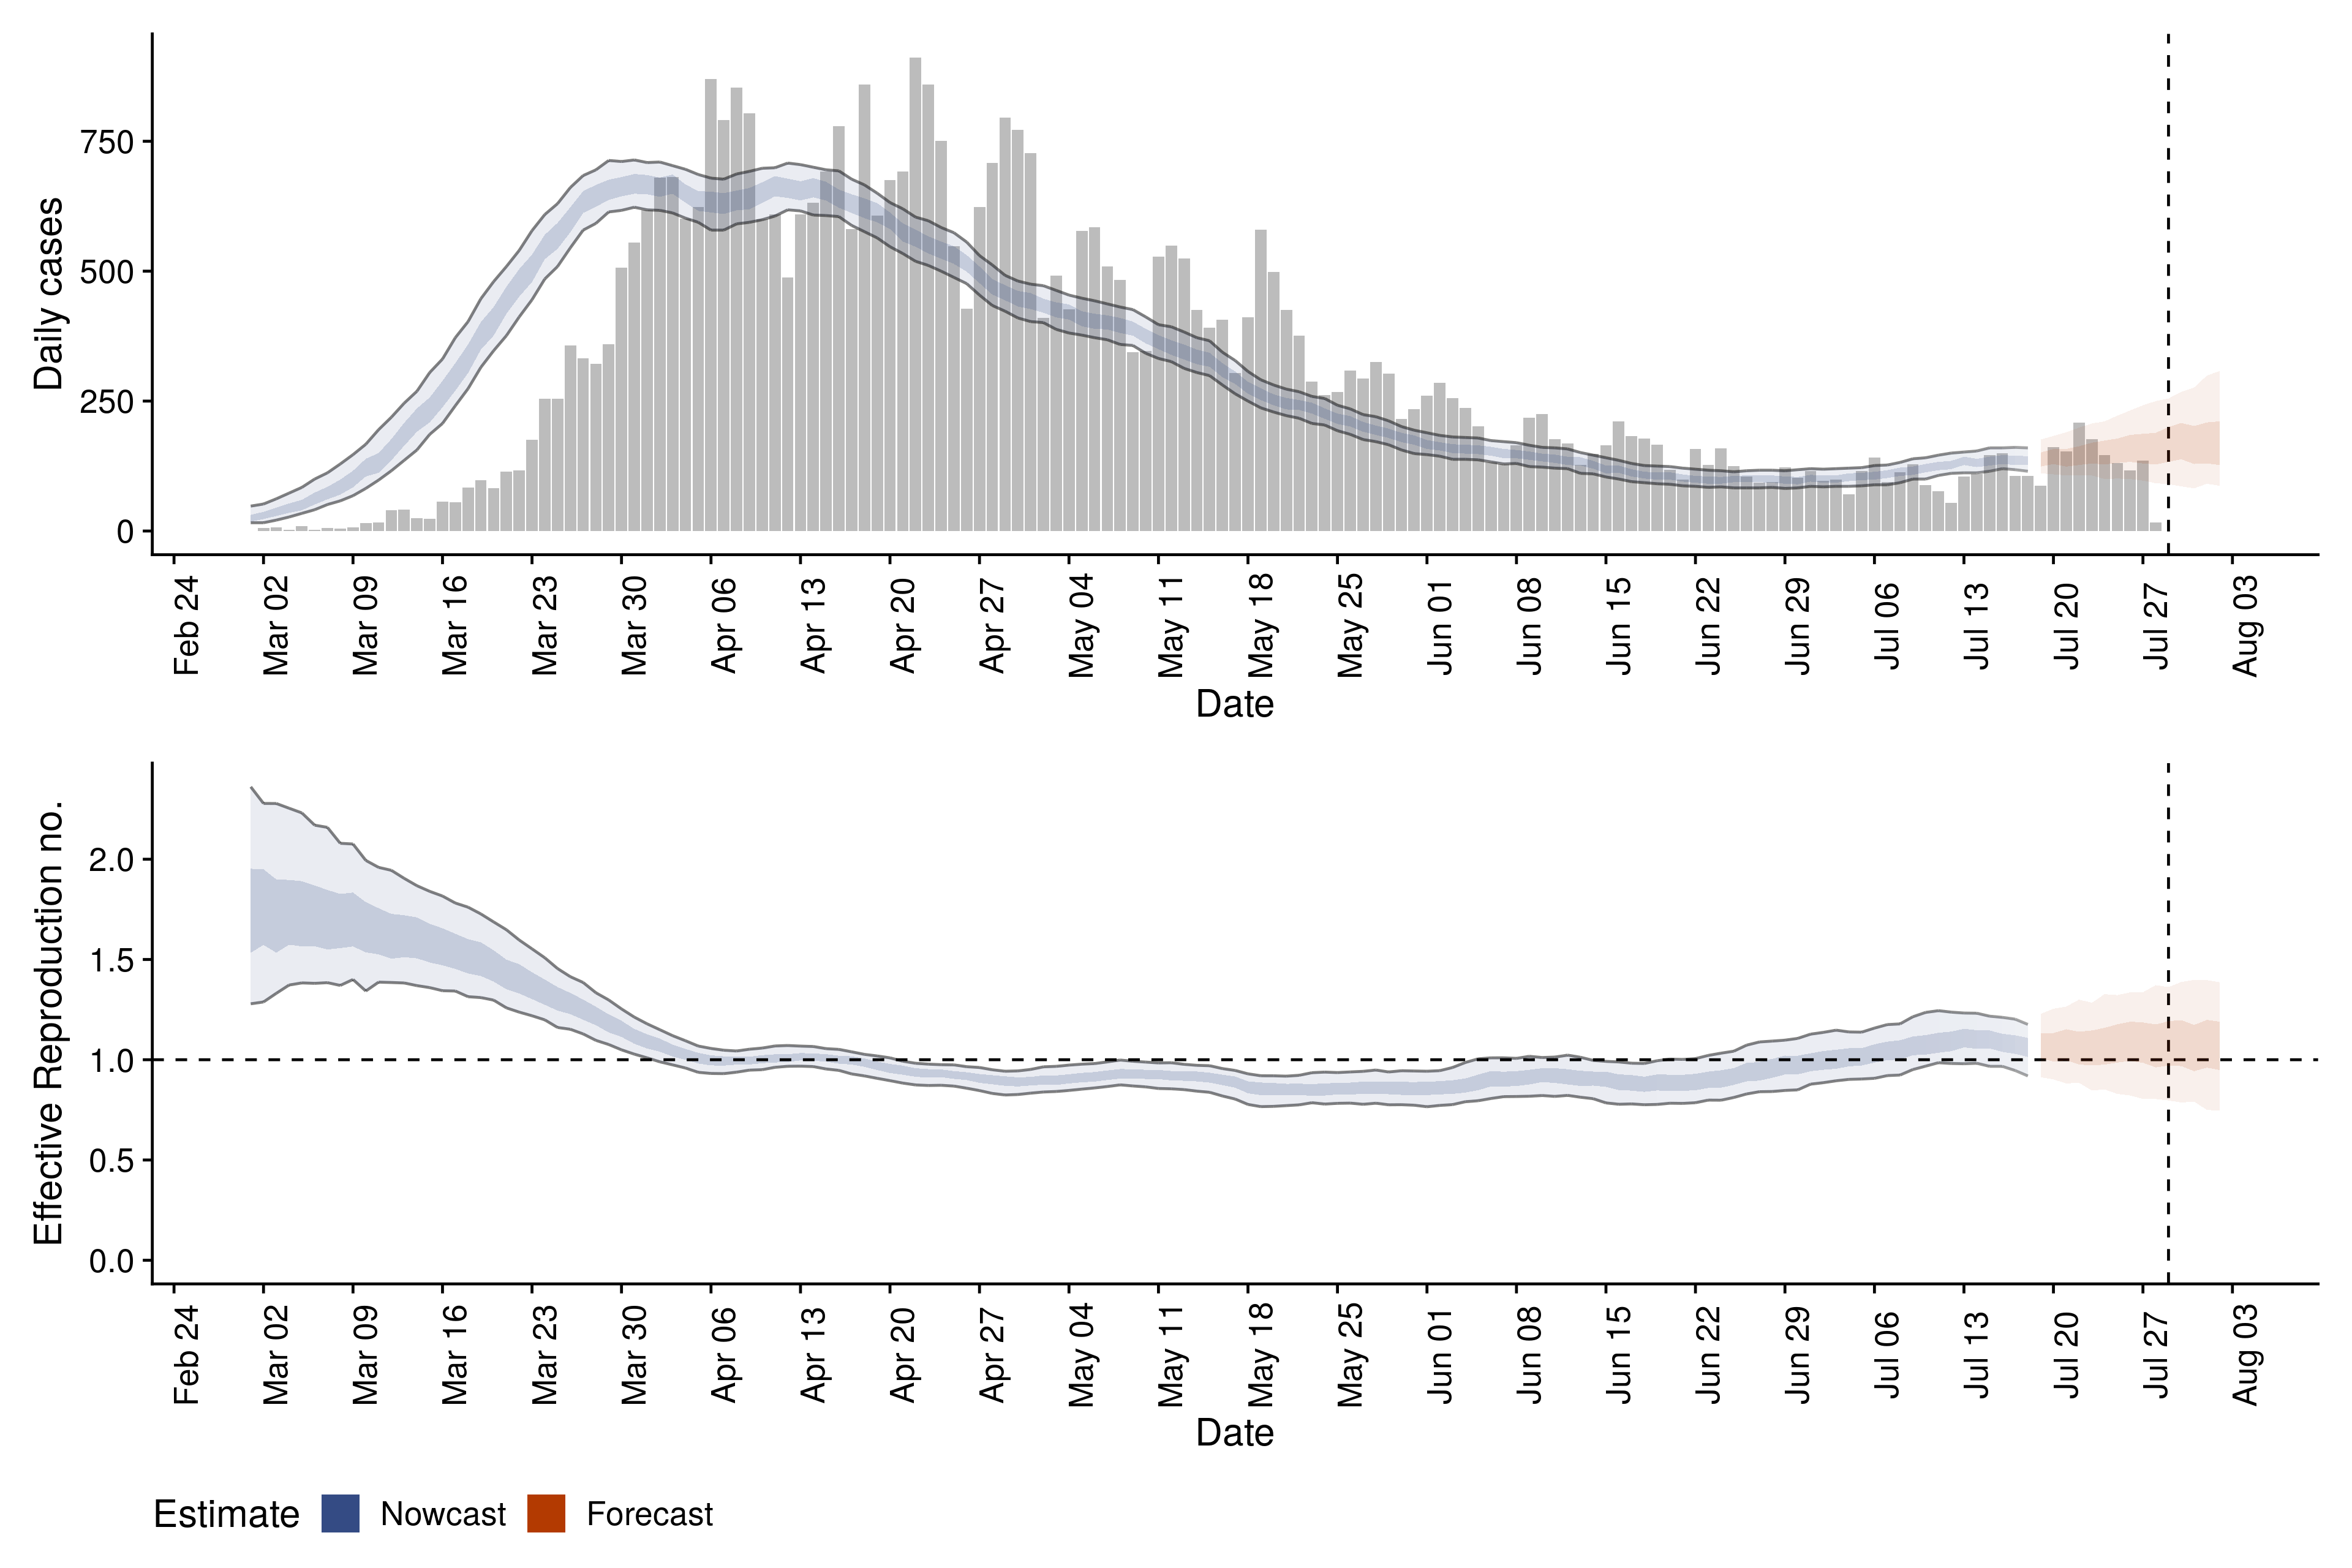 Daily cases
750
500
250
0
Feb 24 Mar 02 Mar 09 Mar 16 Mar 23 Mar 30 Apr 06 Apr 13 Apr 20 Apr 27 May 04 May 11 May 18 May 25 Jun 01 Jun 08 Jun 15 Jun 22 Jun 29 Jul 06 Jul 13 Jul 20 Jul 27 Aug 03
Date
Effective Reproduction no.
2.0
1.5
1.0
0.5
0.0
Feb 24 Mar 02 Mar 09 Mar 16 Mar 23 Mar 30 Apr 06 Apr 13 Apr 20 Apr 27 May 04 May 11 May 18 May 25 Jun 01 Jun 08 Jun 15 Jun 22 Jun 29 Jul 06 Jul 13 Jul 20 Jul 27 Aug 03
Date
Estimate Nowcast Forecast